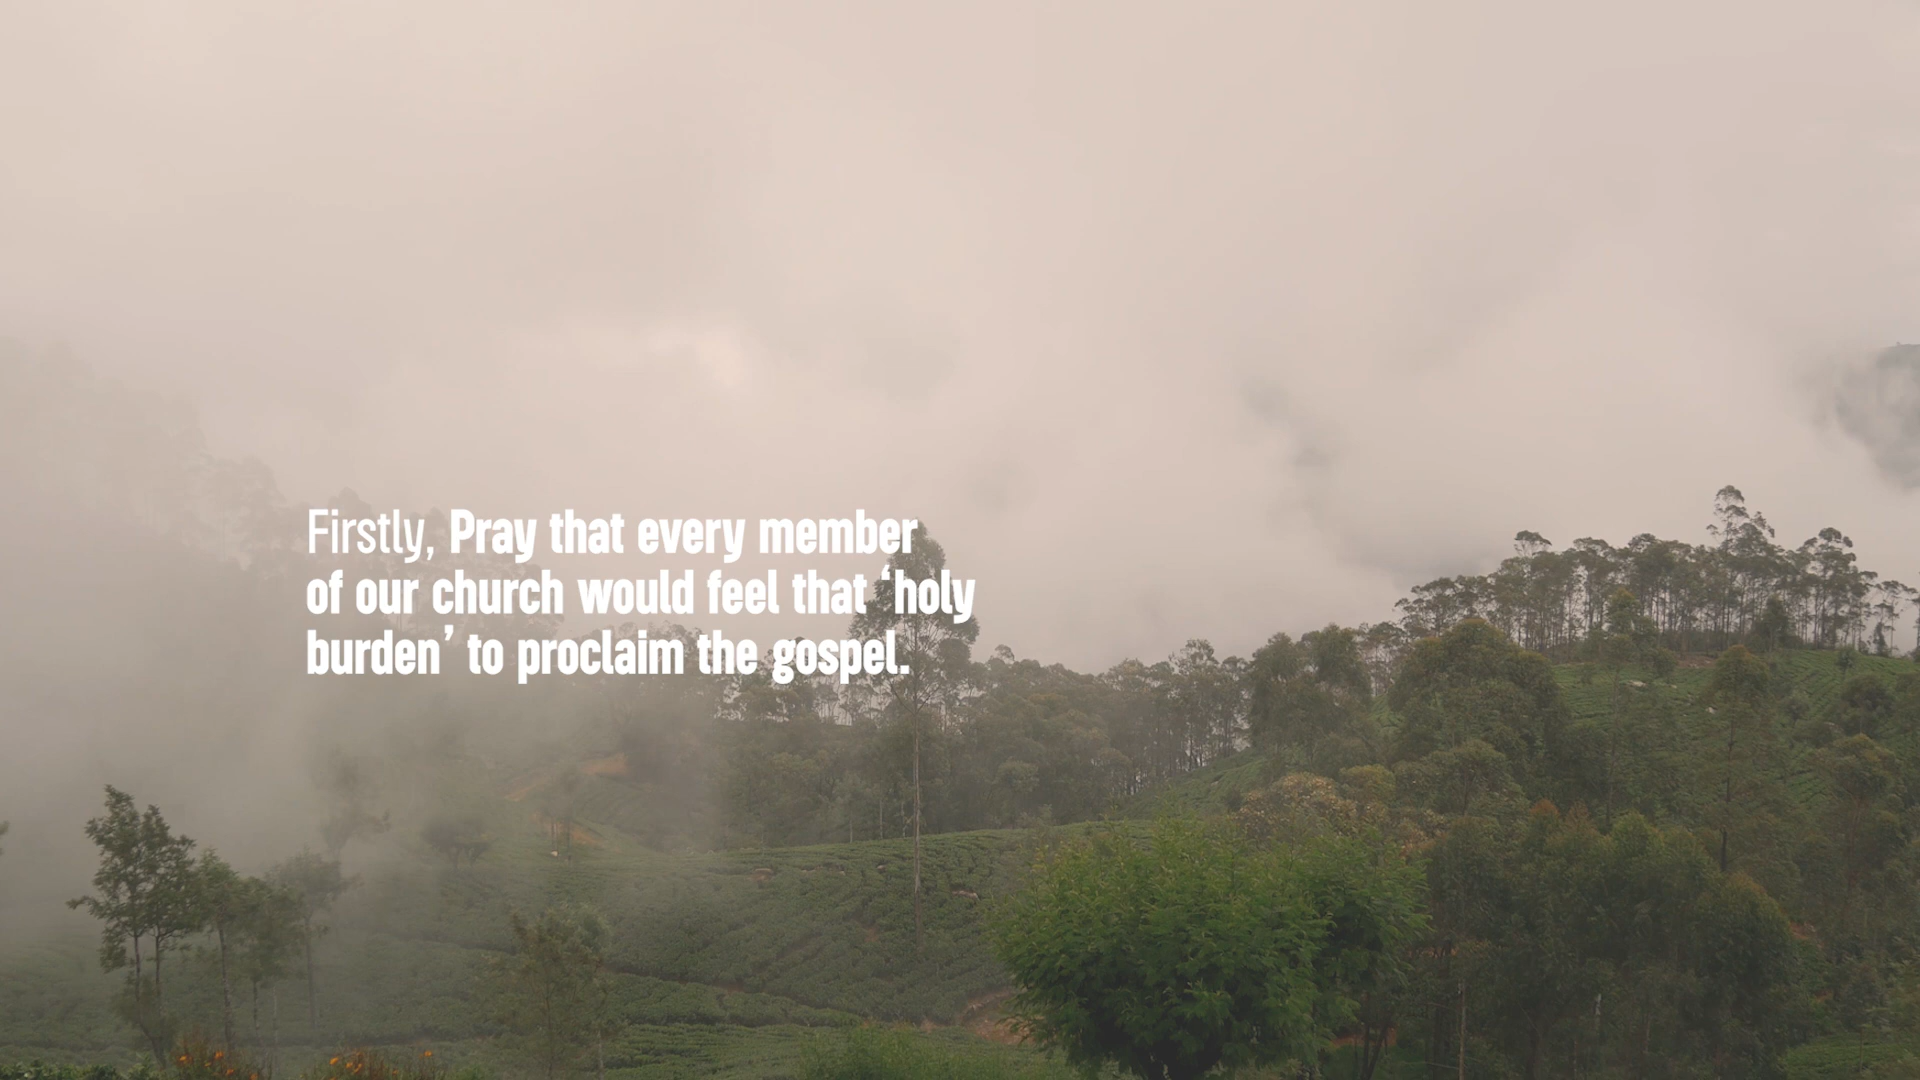 Firstly, Pray that every member
of our church would feel that ‘holy
burden’ to proclaim the gospel.